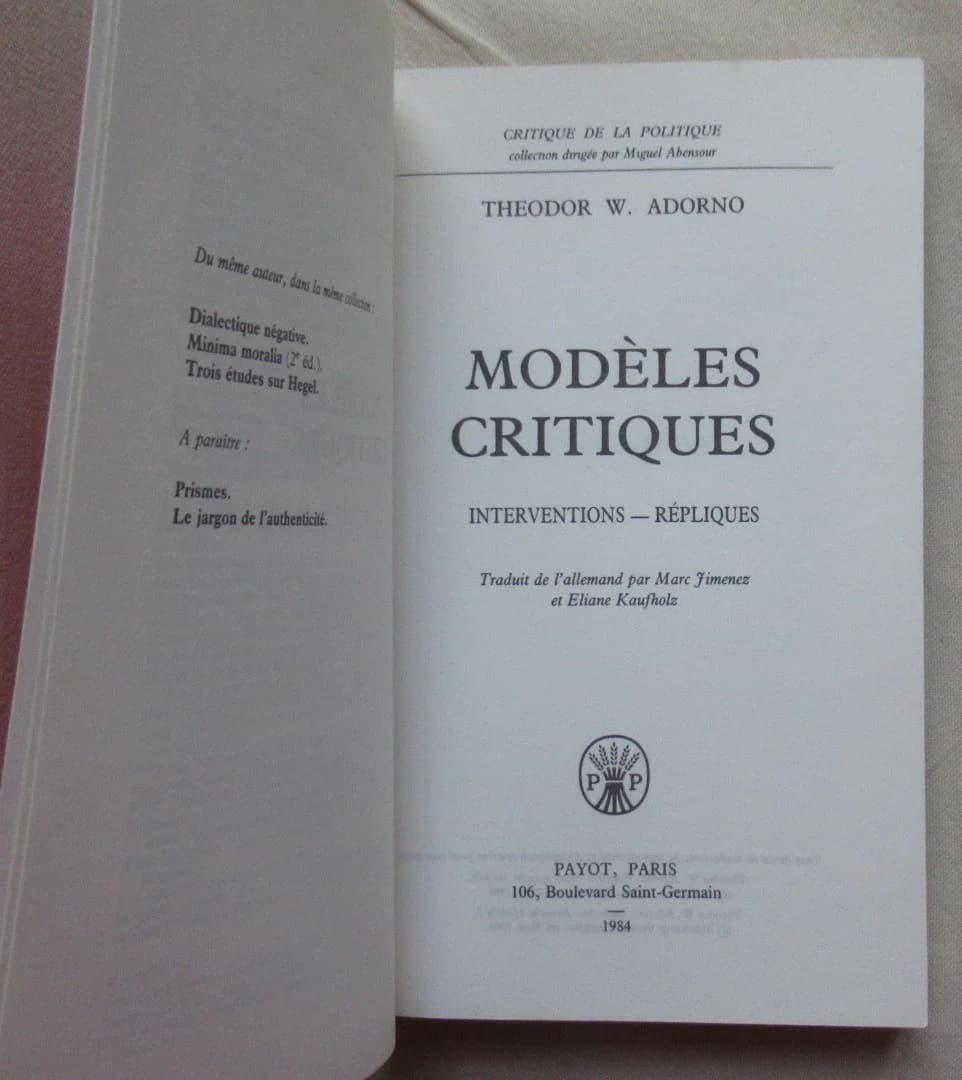 Du même auteur, dans la même collection :
Dialectique négative.
Minima moralia (2e éd.).
Trois études sur Hegel.
A paraître :
Prismes.
Le jargon de l'authenticité.
CRITIQUE DE LA POLITIQUE
collection dirigée par Miguel Abensour
THEODOR W. ADORNO
MODÈLES
CRITIQUES
INTERVENTIONS — RÉPLIQUES
Traduit de l'allemand par Marc Jimenez
et Eliane Kaufholz
P P
PAYOT, PARIS
106, Boulevard Saint-Germain
—
1984